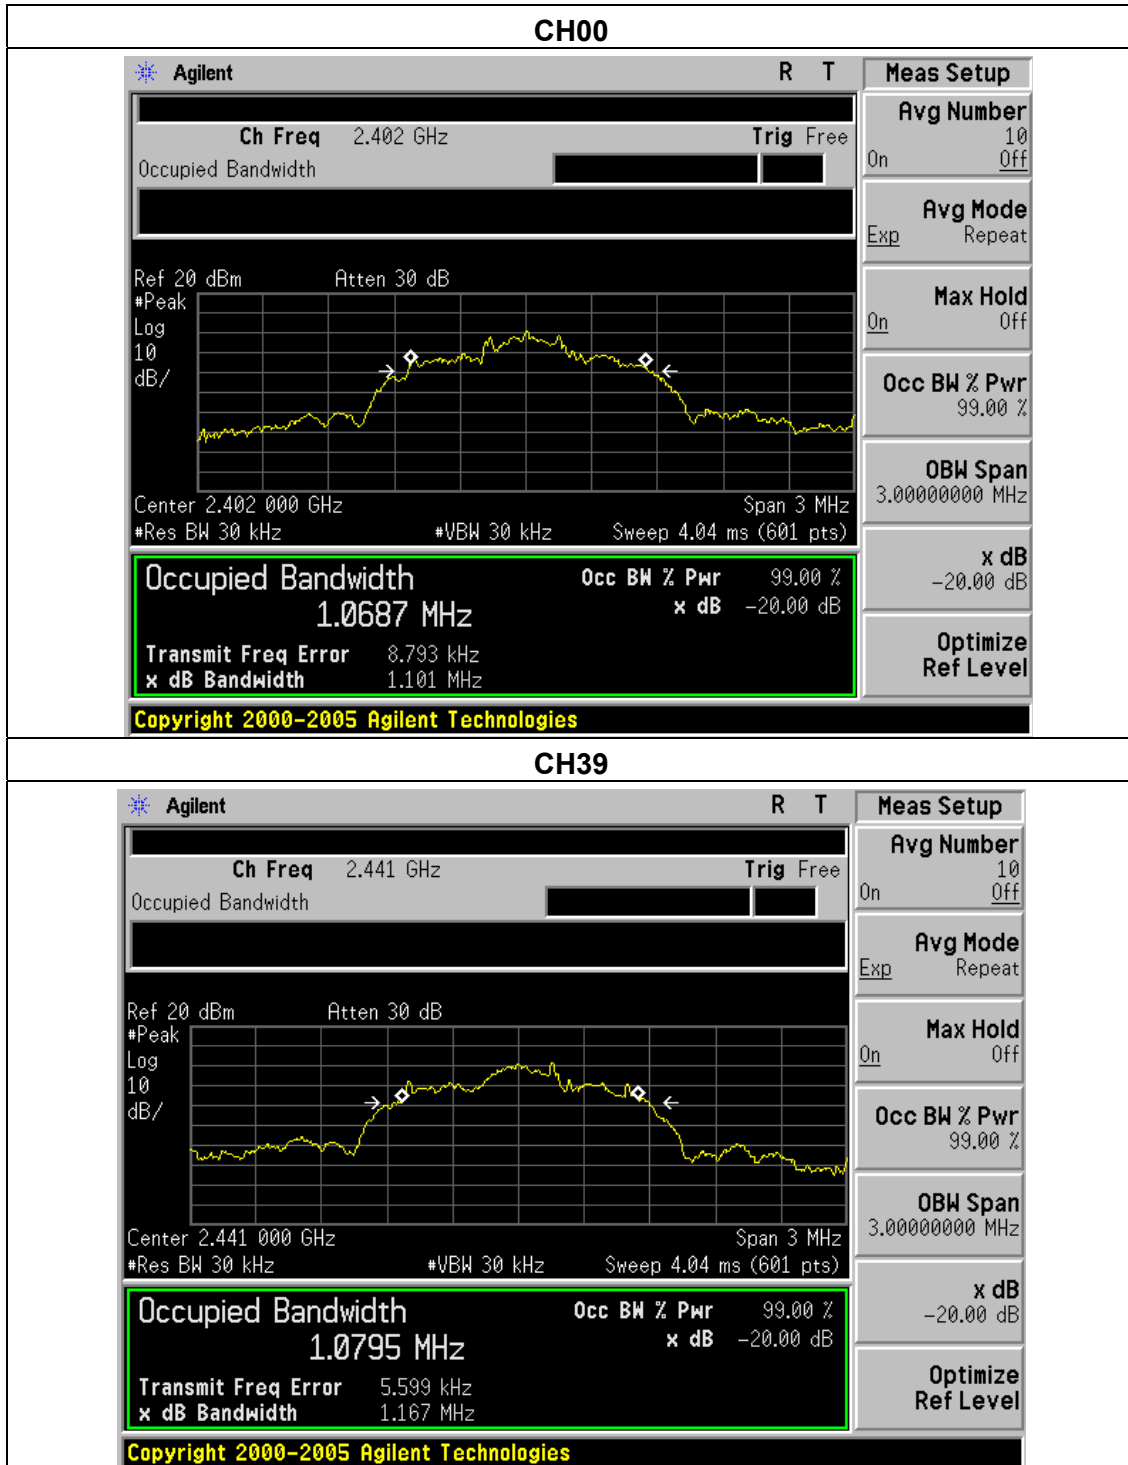 CH00
Agilent R T Meas Setup
Ch Freq 2.402 GHz Trig Free
Occupied Bandwidth
Avg Number
10
On Off
Avg Mode
Exp Repeat
Max Hold
On Off
Occ BW % Pwr
99.00 %
OBW Span
3.00000000 MHz
x dB
-20.00 dB
Optimize
Ref Level
Ref 20 dBm Atten 30 dB
#Peak
Log
10
dB/
Center 2.402 000 GHz Span 3 MHz
#Res BW 30 kHz #VBW 30 kHz Sweep 4.04 ms (601 pts)
Occupied Bandwidth Occ BW % Pwr 99.00 %
1.0687 MHz x dB -20.00 dB
Transmit Freq Error 8.793 kHz
x dB Bandwidth 1.101 MHz
Copyright 2000-2005 Agilent Technologies
CH39
Agilent R T Meas Setup
Ch Freq 2.441 GHz Trig Free
Occupied Bandwidth
Avg Number
10
On Off
Avg Mode
Exp Repeat
Max Hold
On Off
Occ BW % Pwr
99.00 %
OBW Span
3.00000000 MHz
x dB
-20.00 dB
Optimize
Ref Level
Ref 20 dBm Atten 30 dB
#Peak
Log
10
dB/
Center 2.441 000 GHz Span 3 MHz
#Res BW 30 kHz #VBW 30 kHz Sweep 4.04 ms (601 pts)
Occupied Bandwidth Occ BW % Pwr 99.00 %
1.0795 MHz x dB -20.00 dB
Transmit Freq Error 5.599 kHz
x dB Bandwidth 1.167 MHz
Copyright 2000-2005 Agilent Technologies